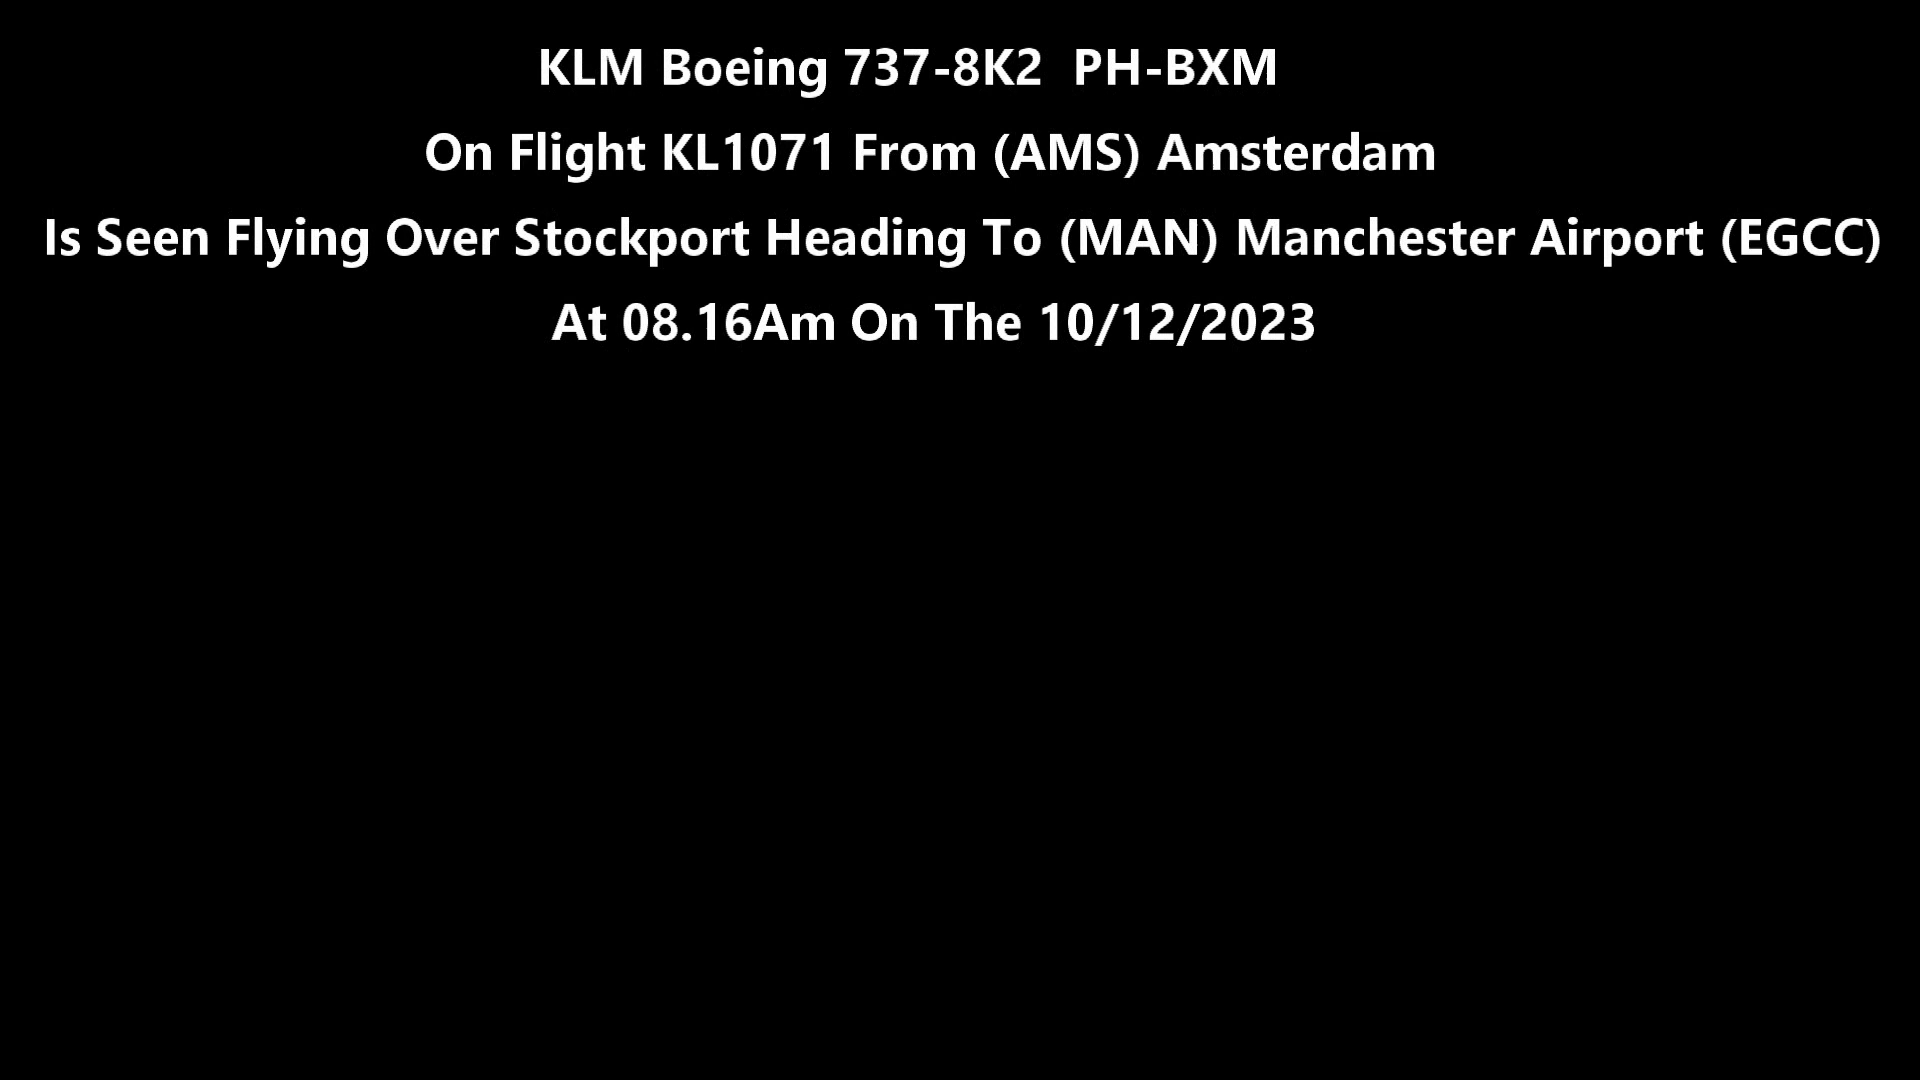 KLM Boeing 737-8K2  PH-BXM
On Flight KL1071 From (AMS) Amsterdam
Is Seen Flying Over Stockport Heading To (MAN) Manchester Airport (EGCC)
At 08.16Am On The 10/12/2023